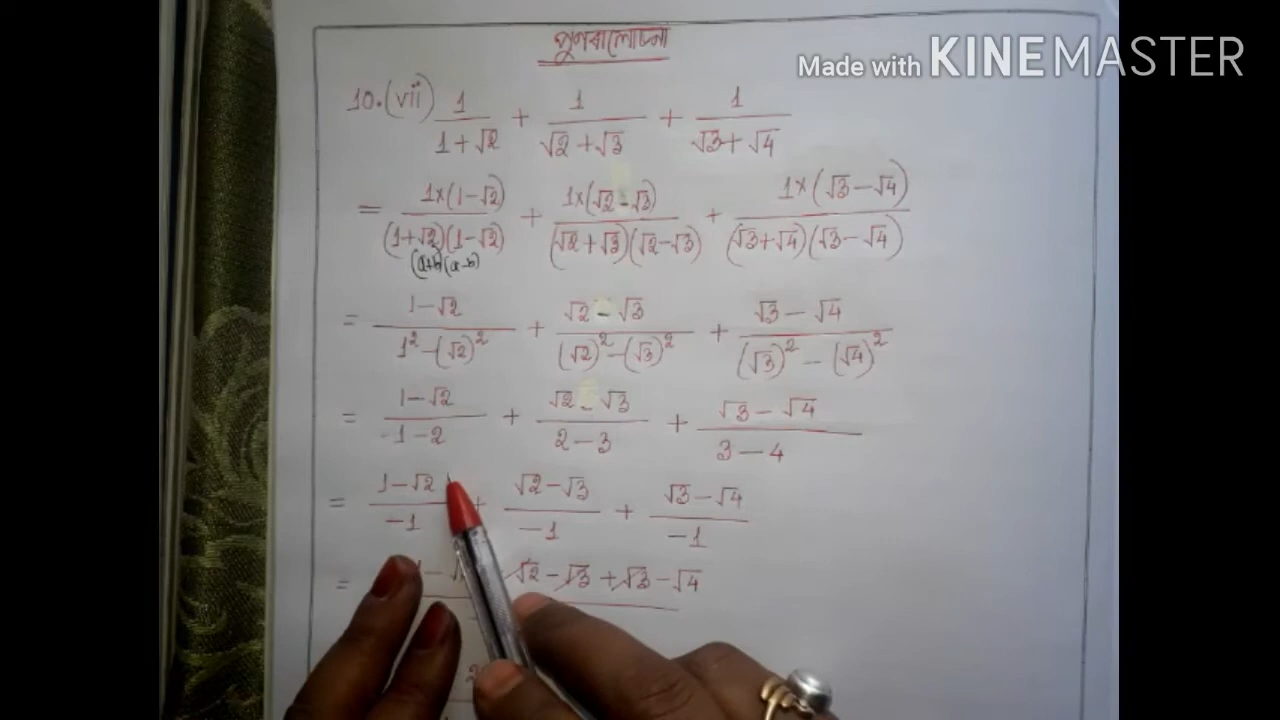 পুনৰালোচনা
Made with KINEMASTER
10.(vii) 1/(1+√2) + 1/(√2+√3) + 1/(√3+√4)
= 1×(1-√2)/((1+√2)(1-√2)) + 1×(√2-√3)/((√2+√3)(√2-√3)) + 1×(√3-√4)/((√3+√4)(√3-√4))
(a+b)(a-b)
= (1-√2)/(1²-(√2)²) + (√2-√3)/((√2)²-(√3)²) + (√3-√4)/((√3)²-(√4)²)
= (1-√2)/(1-2) + (√2-√3)/(2-3) + (√3-√4)/(3-4)
= (1-√2)/-1 + (√2-√3)/-1 + (√3-√4)/-1
= √2 - √3 + √3 - √4